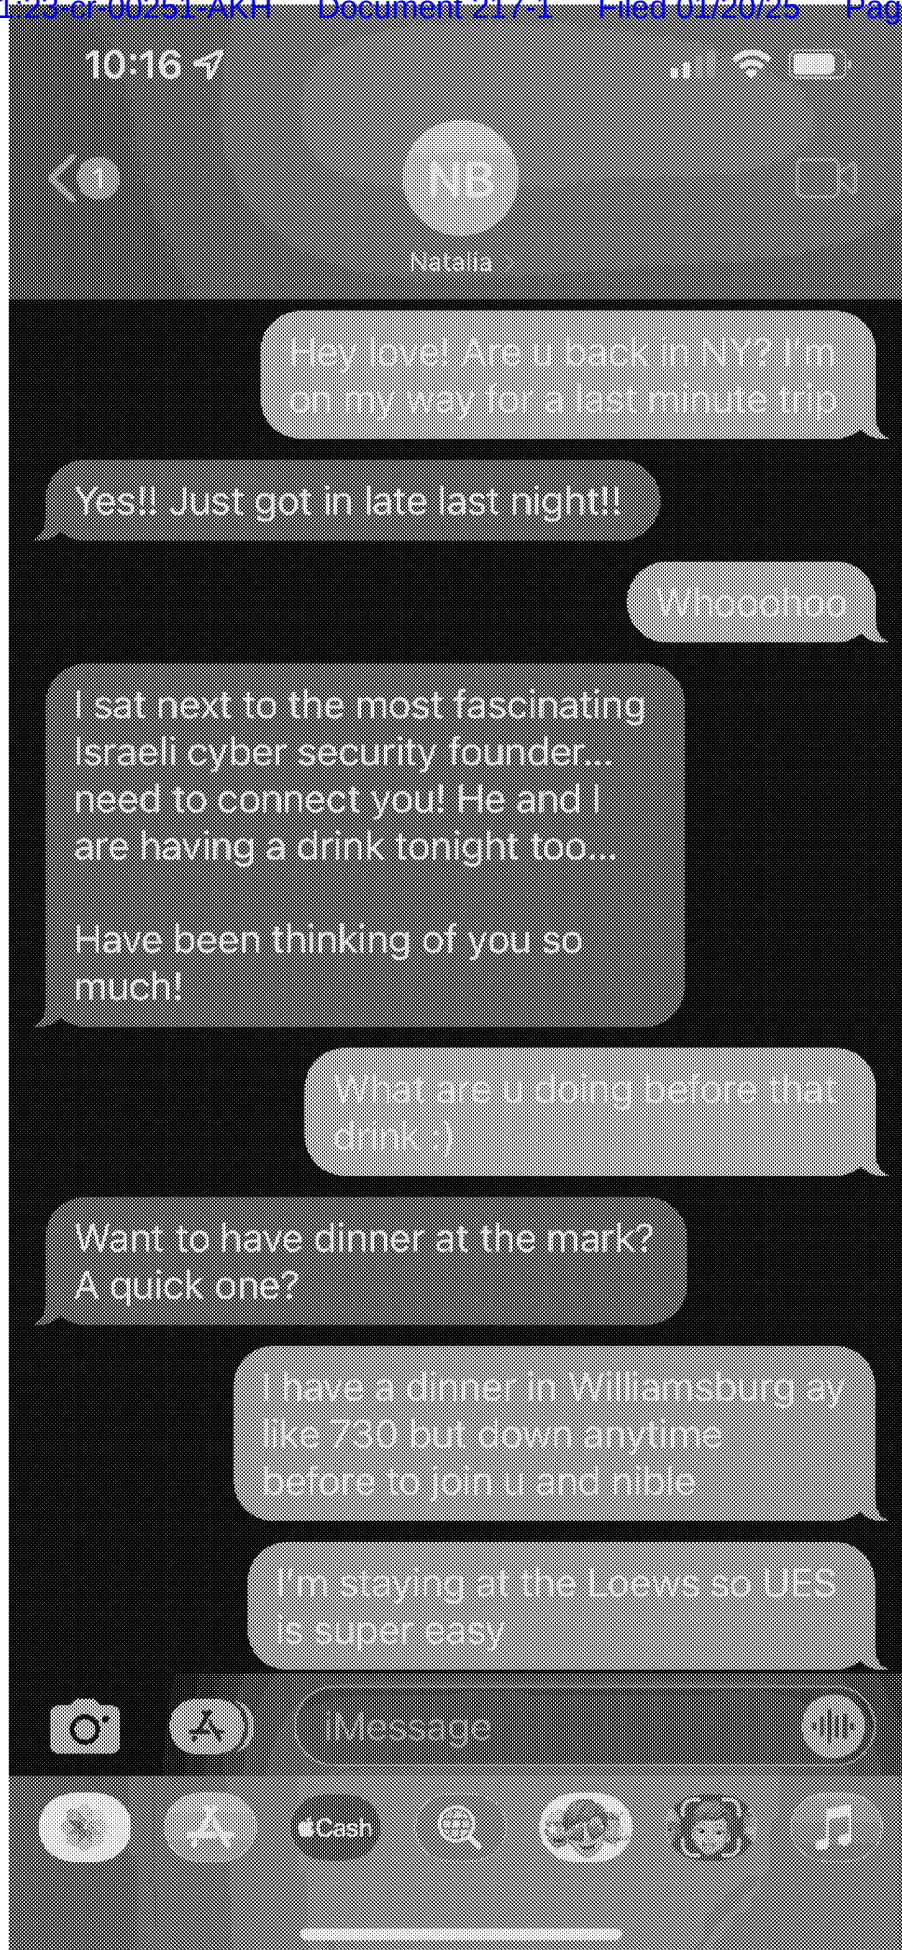 1:23-cr-00251-AKH Document 217-1 Filed 01/20/25 Pag
10:16
1
NB
Natalia
Hey love! Are u back in NY? I'm
on my way for a last minute trip
Yes!! Just got in late last night!!
Whooohoo
I sat next to the most fascinating
Israeli cyber security founder...
need to connect you! He and I
are having a drink tonight too...
Have been thinking of you so
much!
What are u doing before that
drink :)
Want to have dinner at the mark?
A quick one?
I have a dinner in Williamsburg ay
like 730 but down anytime
before to join u and nible
I'm staying at the Loews so UES
is super easy
iMessage
Cash